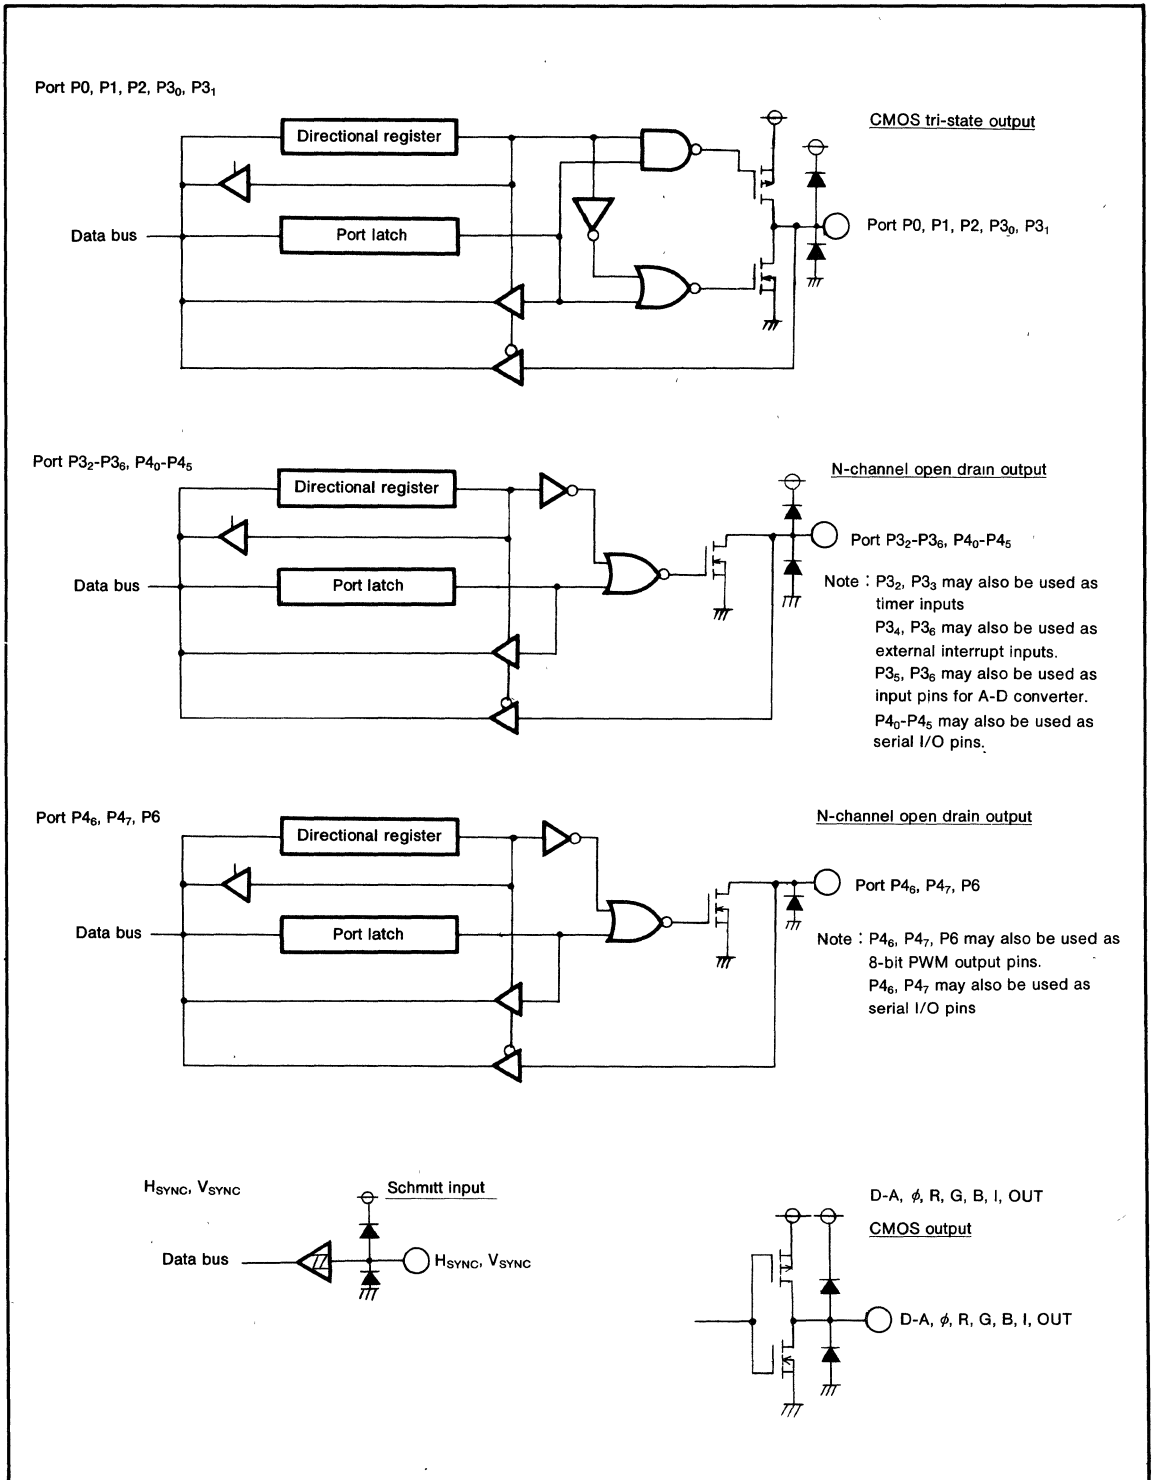 Port P0, P1, P2, P3₀, P3₁
CMOS tri-state output
Directional register
Data bus
Port latch
Port P0, P1, P2, P3₀, P3₁
Port P3₂-P3₆, P4₀-P4₅
N-channel open drain output
Directional register
Port P3₂-P3₆, P4₀-P4₅
Data bus
Port latch
Note : P3₂, P3₃ may also be used as
timer inputs
P3₄, P3₆ may also be used as
external interrupt inputs.
P3₅, P3₆ may also be used as
input pins for A-D converter.
P4₀-P4₅ may also be used as
serial I/O pins.
Port P4₆, P4₇, P6
N-channel open drain output
Directional register
Port P4₆, P4₇, P6
Data bus
Port latch
Note : P4₆, P4₇, P6 may also be used as
8-bit PWM output pins.
P4₆, P4₇ may also be used as
serial I/O pins
HSYNC, VSYNC
Schmitt input
Data bus
HSYNC, VSYNC
D-A, ϕ, R, G, B, I, OUT
CMOS output
D-A, ϕ, R, G, B, I, OUT